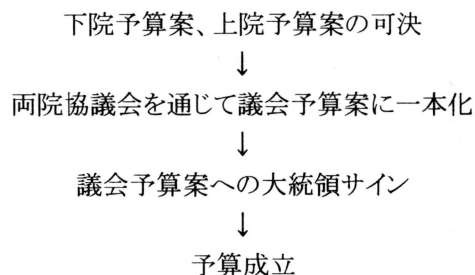 下院予算案、上院予算案の可決
↓
両院協議会を通じて議会予算案に一本化
↓
議会予算案への大統領サイン
↓
予算成立